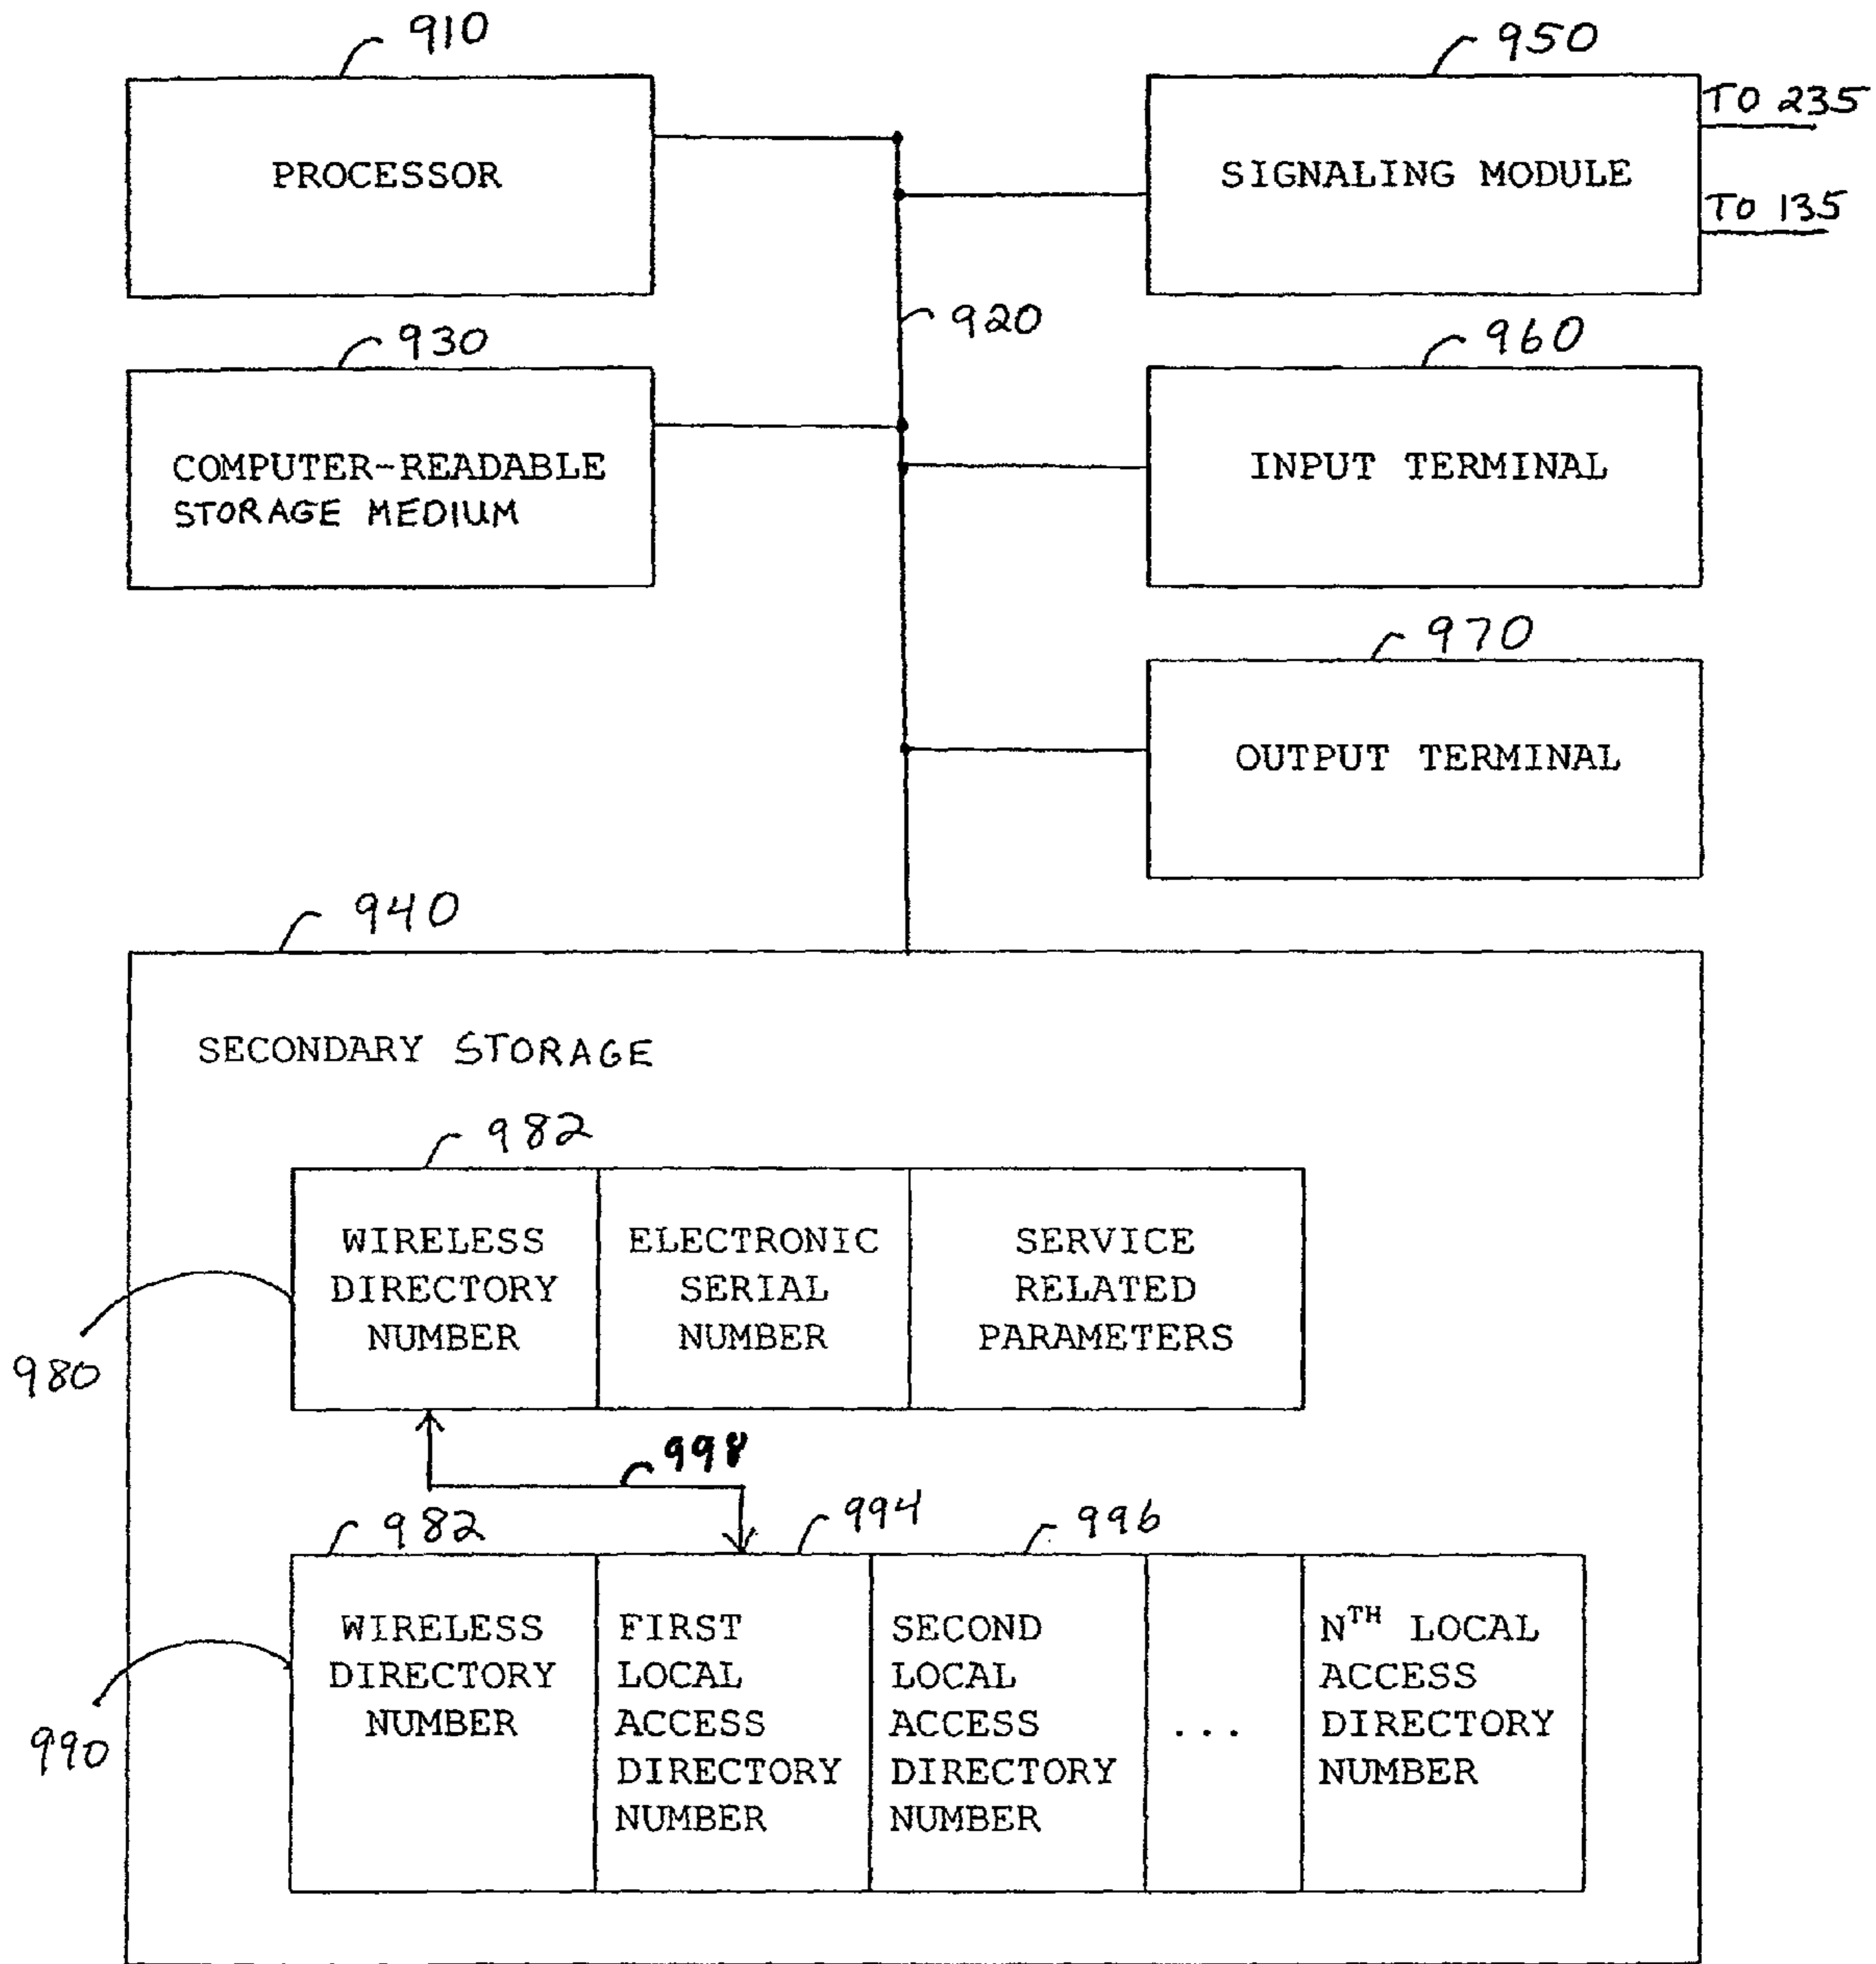 910
PROCESSOR
950
SIGNALING MODULE
TO 235
TO 135
920
930
COMPUTER-READABLE
STORAGE MEDIUM
960
INPUT TERMINAL
970
OUTPUT TERMINAL
940
SECONDARY STORAGE
982
WIRELESS
DIRECTORY
NUMBER
ELECTRONIC
SERIAL
NUMBER
SERVICE
RELATED
PARAMETERS
980
998
982
994
996
WIRELESS
DIRECTORY
NUMBER
FIRST
LOCAL
ACCESS
DIRECTORY
NUMBER
SECOND
LOCAL
ACCESS
DIRECTORY
NUMBER
...
NTH LOCAL
ACCESS
DIRECTORY
NUMBER
990